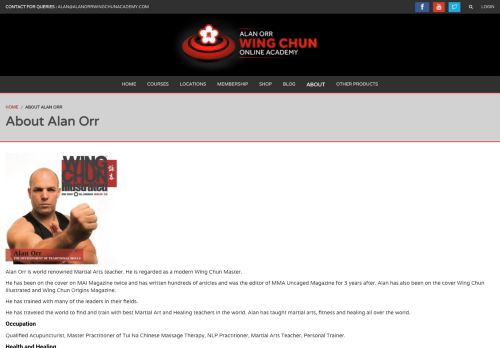 CONTACT FOR QUERIES : ALAN@ALANORRWINGCHUNACADEMY.COM
LOGIN
ALAN ORR
WING CHUN
ONLINE ACADEMY
HOME COURSES LOCATIONS MEMBERSHIP SHOP BLOG ABOUT OTHER PRODUCTS
HOME / ABOUT ALAN ORR
About Alan Orr
WING CHUN
illustrated
Alan Orr
THE DEVELOPMENT OF TRADITIONAL SKILLS
Alan Orr is world renowned Martial Arts teacher. He is regarded as a modern Wing Chun Master.
He has been on the cover on MAI Magazine twice and has written hundreds of articles and was the editor of MMA Uncaged Magazine for 3 years after. Alan has also been on the cover Wing Chun
Illustrated and Wing Chun Origins Magazine.
He has trained with many of the leaders in their fields.
He has traveled the world to find and train with best Martial Art and Healing teachers in the world. Alan has taught martial arts, fitness and healing all over the world.
Occupation
Qualified Acupuncturist, Master Practitioner of Tui Na Chinese Massage Therapy, NLP Practitioner, Martial Arts Teacher, Personal Trainer.
Health and Healing